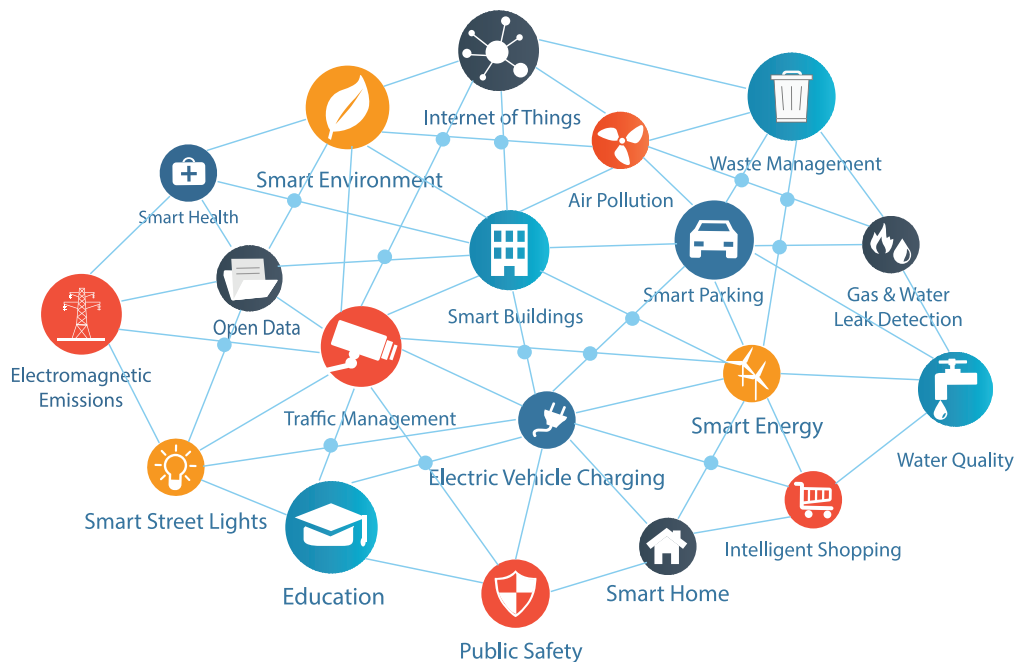 Internet of Things
Waste Management
Smart Environment
Air Pollution
Smart Health
Smart Parking
Gas & Water
Leak Detection
Smart Buildings
Open Data
Electromagnetic
Emissions
Traffic Management
Smart Energy
Water Quality
Electric Vehicle Charging
Smart Street Lights
Intelligent Shopping
Education
Smart Home
Public Safety